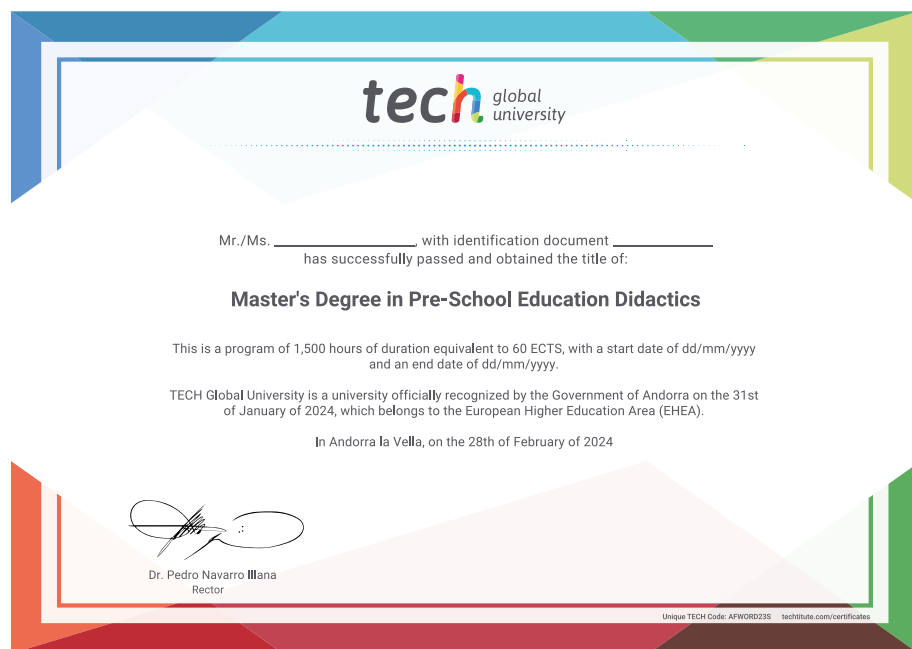 tech global
university
Mr./Ms. ____________, with identification document ____________
has successfully passed and obtained the title of:
Master's Degree in Pre-School Education Didactics
This is a program of 1,500 hours of duration equivalent to 60 ECTS, with a start date of dd/mm/yyyy
and an end date of dd/mm/yyyy.
TECH Global University is a university officially recognized by the Government of Andorra on the 31st
of January of 2024, which belongs to the European Higher Education Area (EHEA).
In Andorra la Vella, on the 28th of February of 2024
Dr. Pedro Navarro Illana
Rector
Unique TECH Code: AFWORD23S techtitute.com/certificates